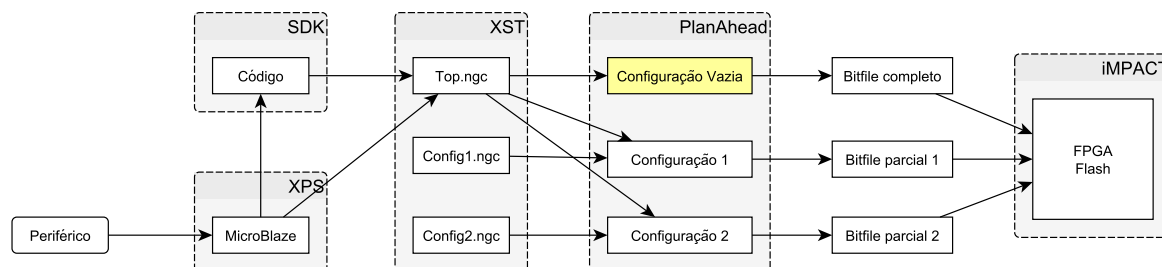 SDK
XST
PlanAhead
iMPACT
Código
Top.ngc
Configuração Vazia
Bitfile completo
Config1.ngc
Configuração 1
Bitfile parcial 1
FPGA
Flash
XPS
Periférico
MicroBlaze
Config2.ngc
Configuração 2
Bitfile parcial 2